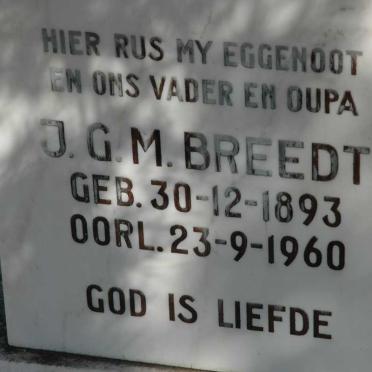 HIER RUS MY EGGENOOT
EN ONS VADER EN OUPA
J. G. M. BREEDT
GEB. 30-12-1893
OORL. 23-9-1960
GOD IS LIEFDE